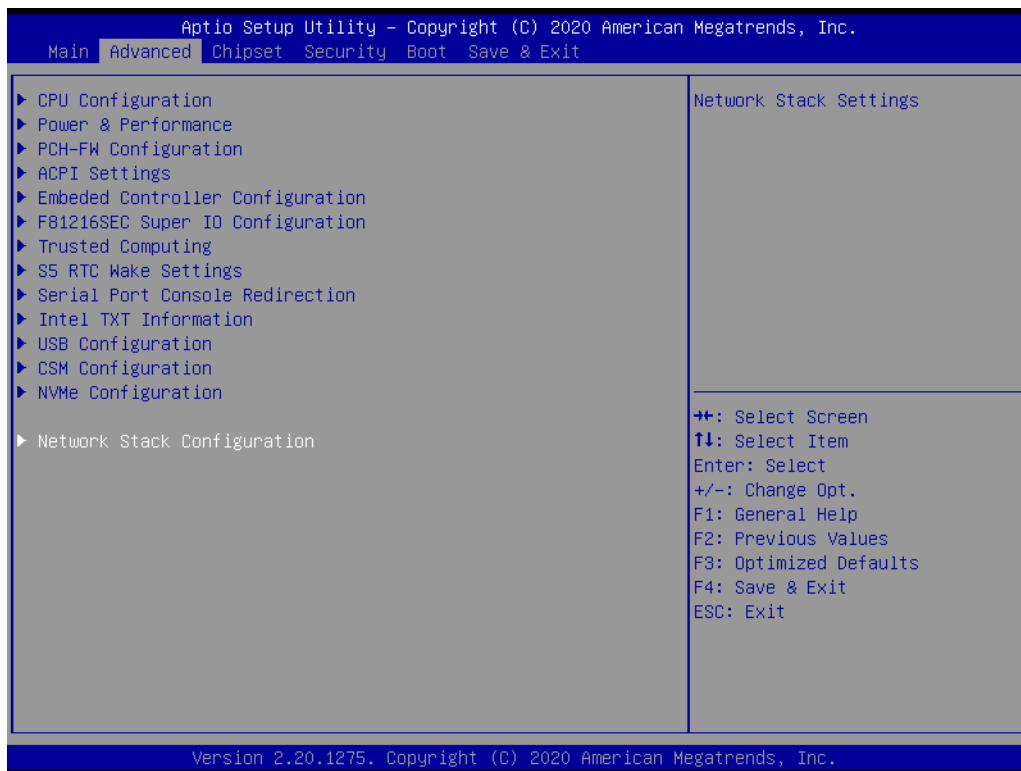 Aptio Setup Utility – Copyright (C) 2020 American Megatrends, Inc.
Main Advanced Chipset Security Boot Save & Exit
CPU Configuration
Power & Performance
PCH-FW Configuration
ACPI Settings
Embeded Controller Configuration
F81216SEC Super IO Configuration
Trusted Computing
S5 RTC Wake Settings
Serial Port Console Redirection
Intel TXT Information
USB Configuration
CSM Configuration
NVMe Configuration
Network Stack Configuration
Network Stack Settings
→←: Select Screen
↑↓: Select Item
Enter: Select
+/-: Change Opt.
F1: General Help
F2: Previous Values
F3: Optimized Defaults
F4: Save & Exit
ESC: Exit
Version 2.20.1275. Copyright (C) 2020 American Megatrends, Inc.